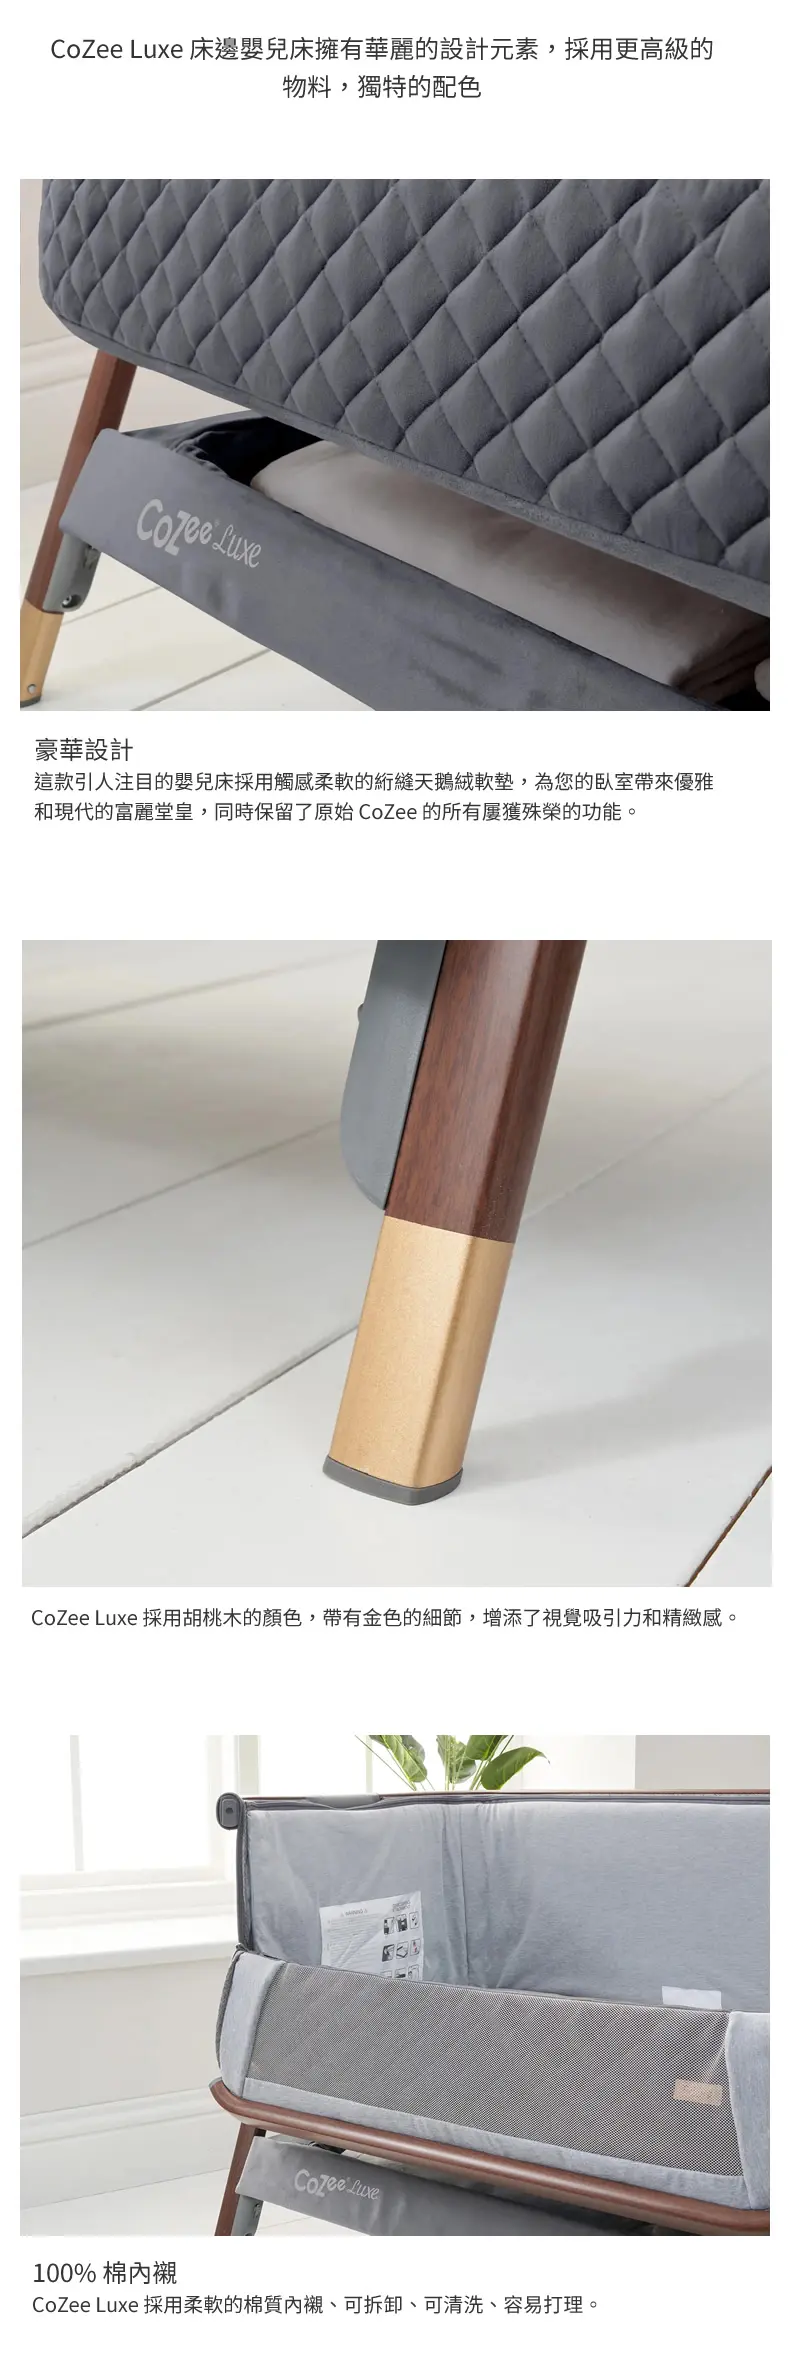 CoZee Luxe 床邊嬰兒床擁有華麗的設計元素，採用更高級的
物料，獨特的配色
CoZee Luxe
豪華設計
這款引人注目的嬰兒床採用觸感柔軟的絎縫天鵝絨軟墊，為您的臥室帶來優雅
和現代的富麗堂皇，同時保留了原始 CoZee 的所有屢獲殊榮的功能。
CoZee Luxe 採用胡桃木的顏色，帶有金色的細節，增添了視覺吸引力和精緻感。
WARNING
CoZee Luxe
100% 棉內襯
CoZee Luxe 採用柔軟的棉質內襯、可拆卸、可清洗、容易打理。